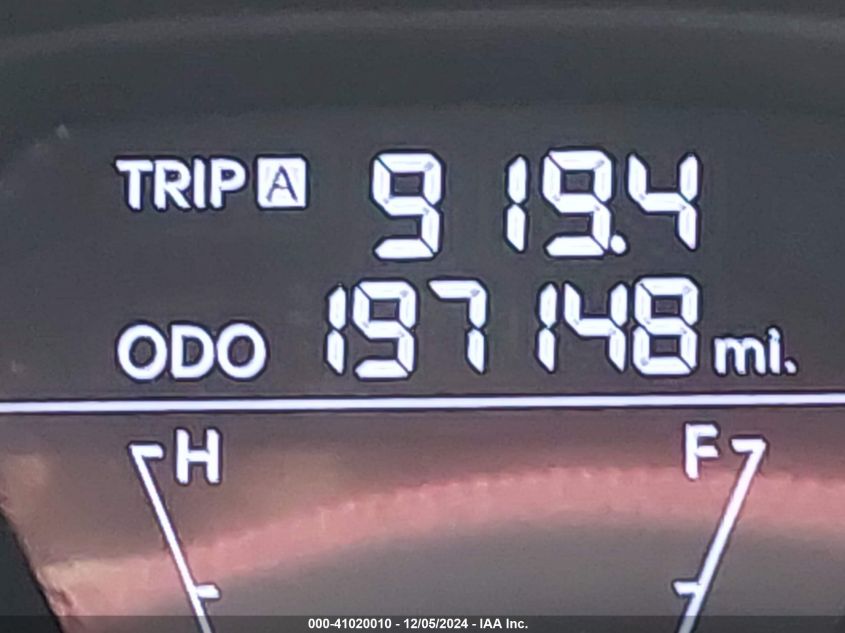 TRIP A 919.4
ODO 197148 mi.
H F
000-41020010 - 12/05/2024 - IAA Inc.